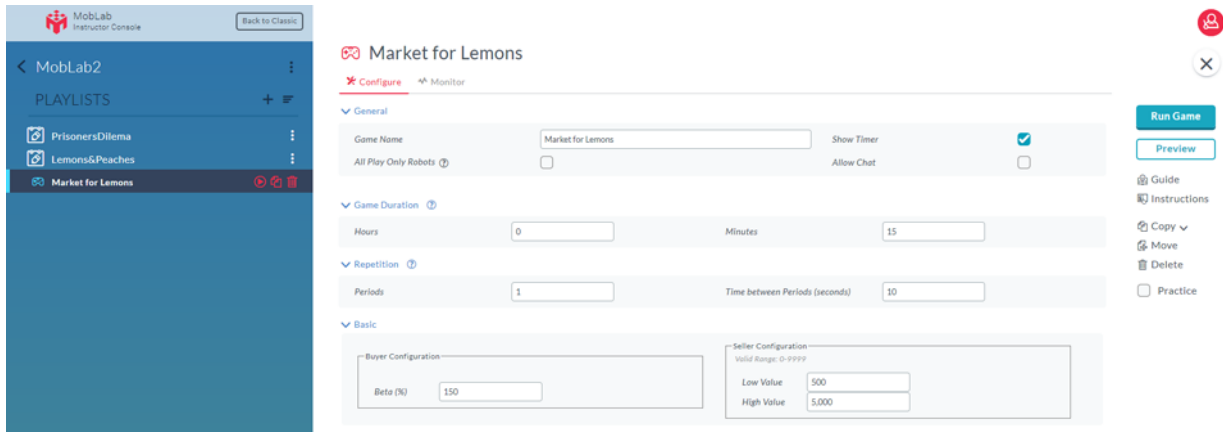 MobLab
Instructor Console
Back to Classic
MobLab2
PLAYLISTS
PrisonersDilema
Lemons&Peaches
Market for Lemons
Market for Lemons
Configure Monitor
General
Game Name Market for Lemons Show Timer
All Play Only Robots ? Allow Chat
Game Duration ?
Hours 0 Minutes 15
Repetition ?
Periods 1 Time between Periods (seconds) 10
Basic
Buyer Configuration
Beta (%) 150
Seller Configuration
Valid Range: 0-9999
Low Value 500
High Value 5,000
Run Game
Preview
Guide
Instructions
Copy
Move
Delete
Practice